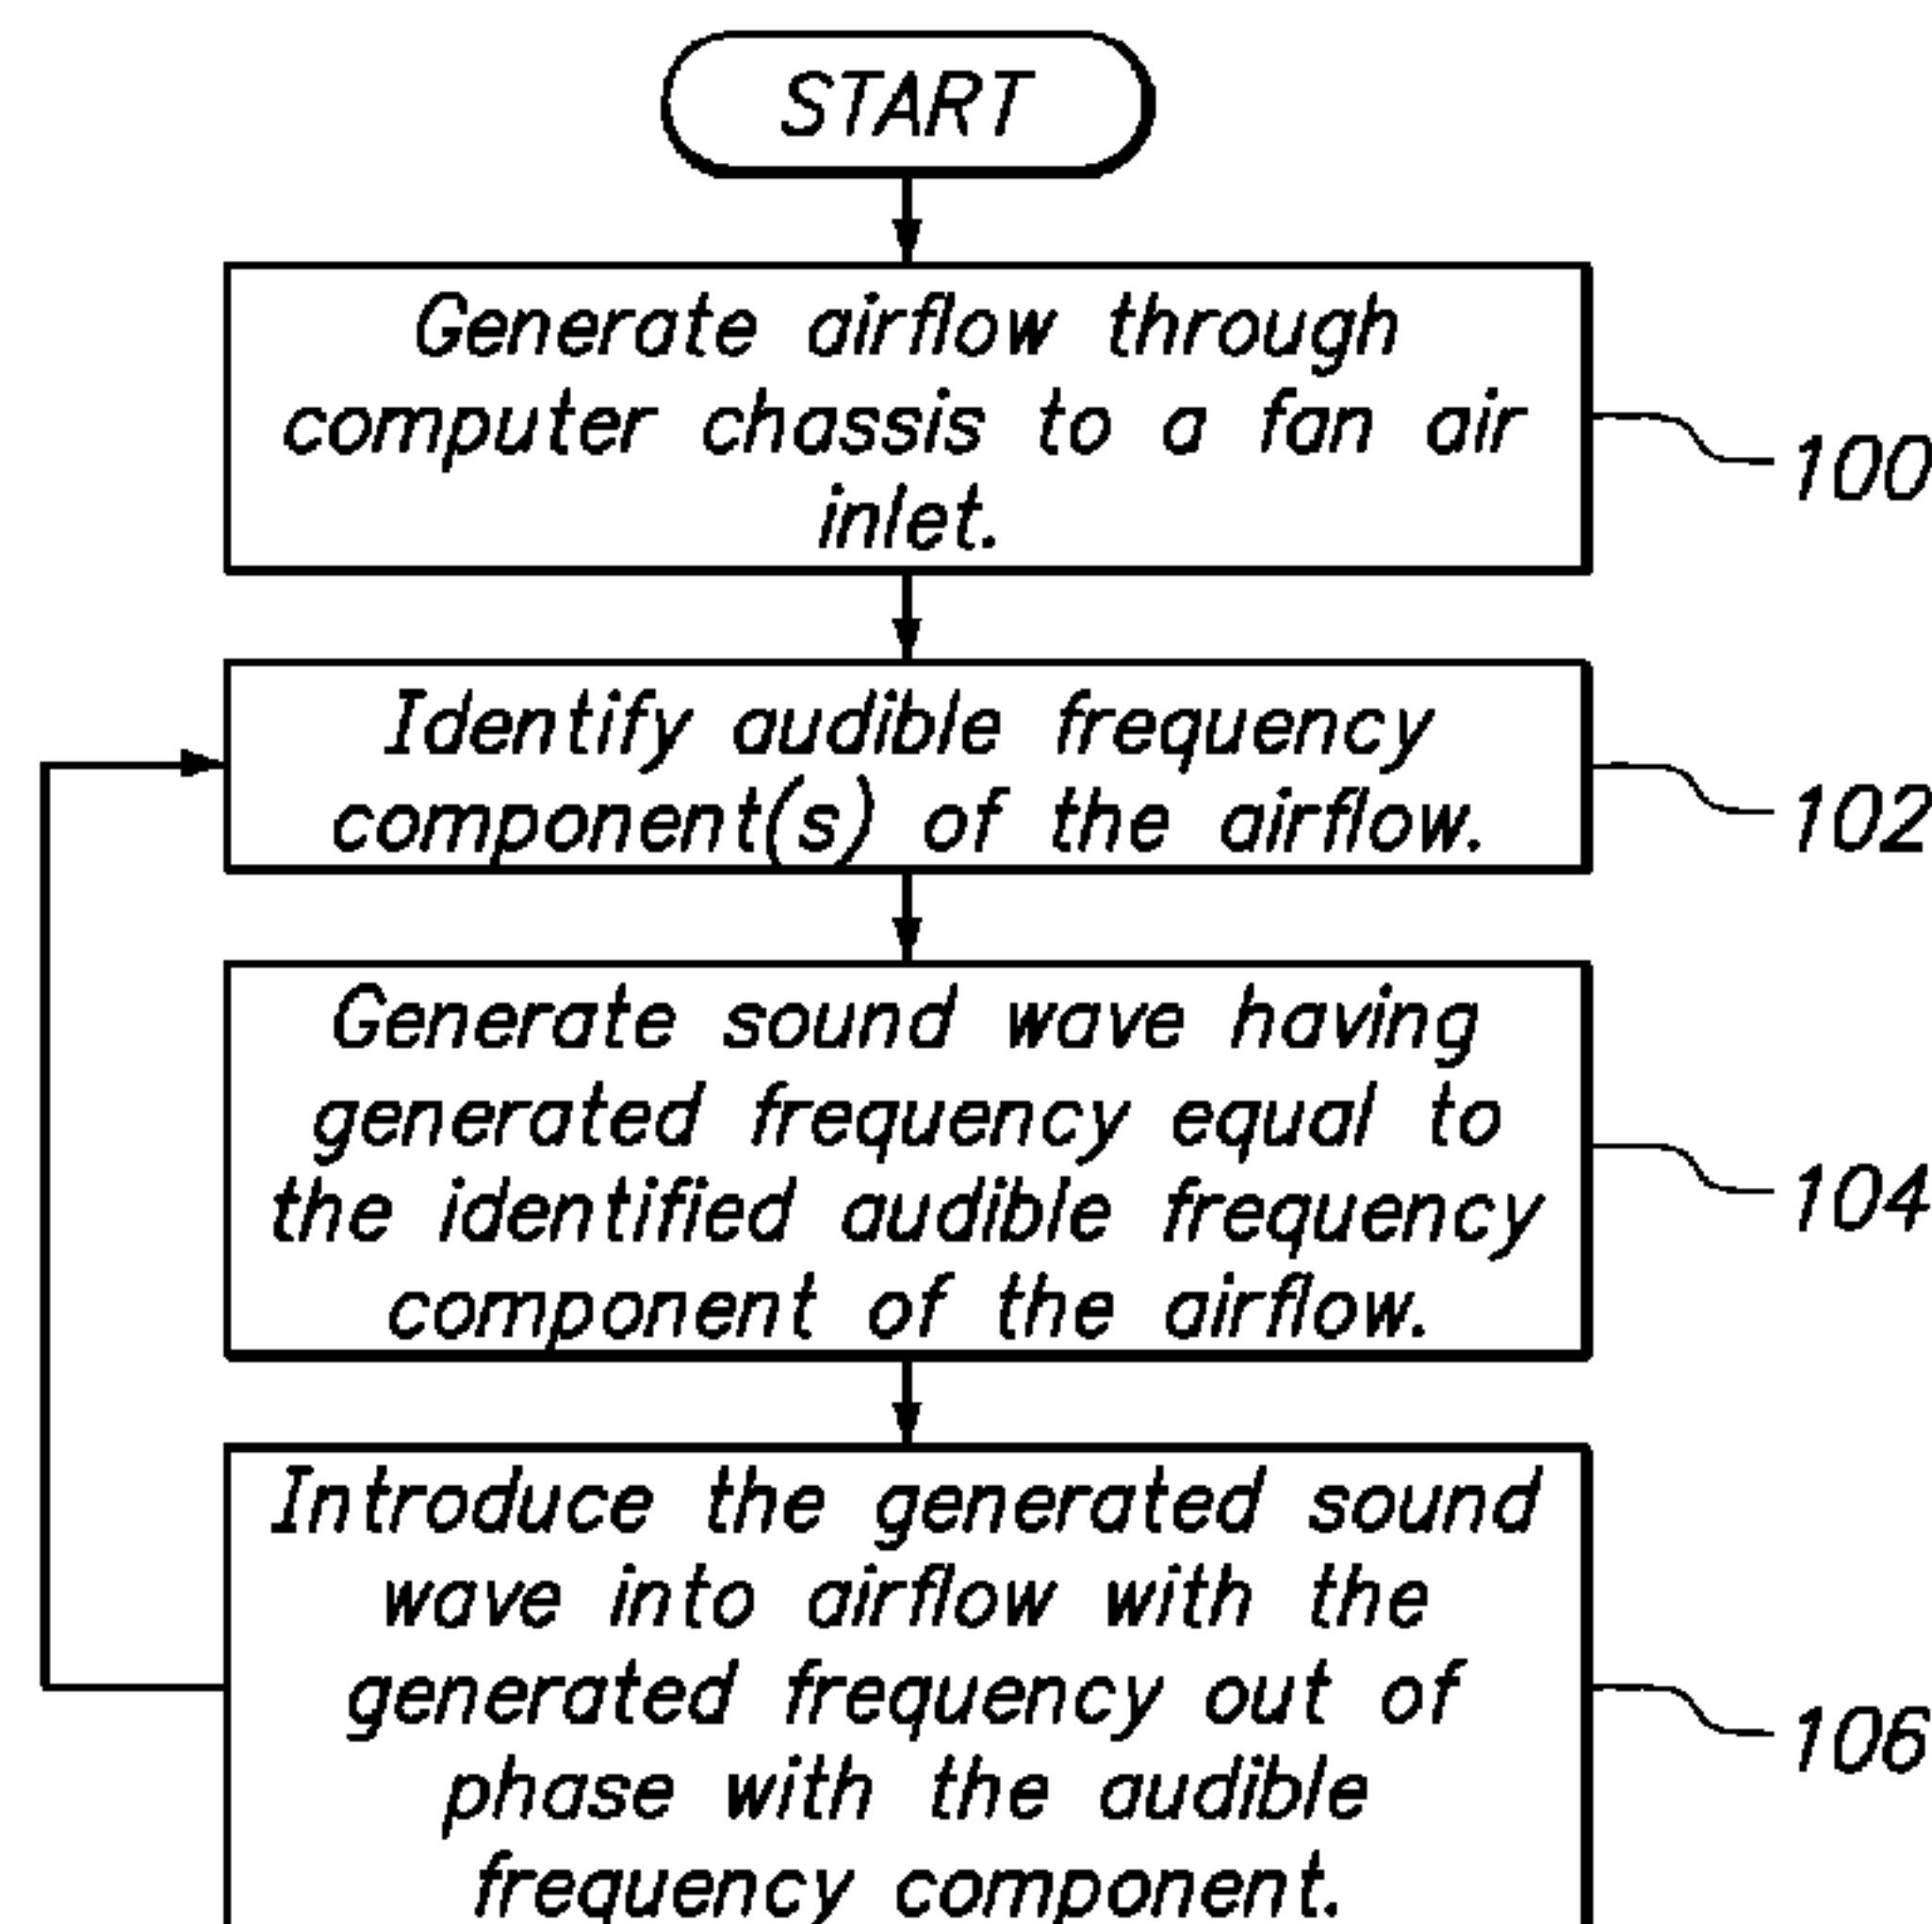 START
Generate airflow through
computer chassis to a fan air
inlet.
100
Identify audible frequency
component(s) of the airflow.
102
Generate sound wave having
generated frequency equal to
the identified audible frequency
component of the airflow.
104
Introduce the generated sound
wave into airflow with the
generated frequency out of
phase with the audible
frequency component.
106